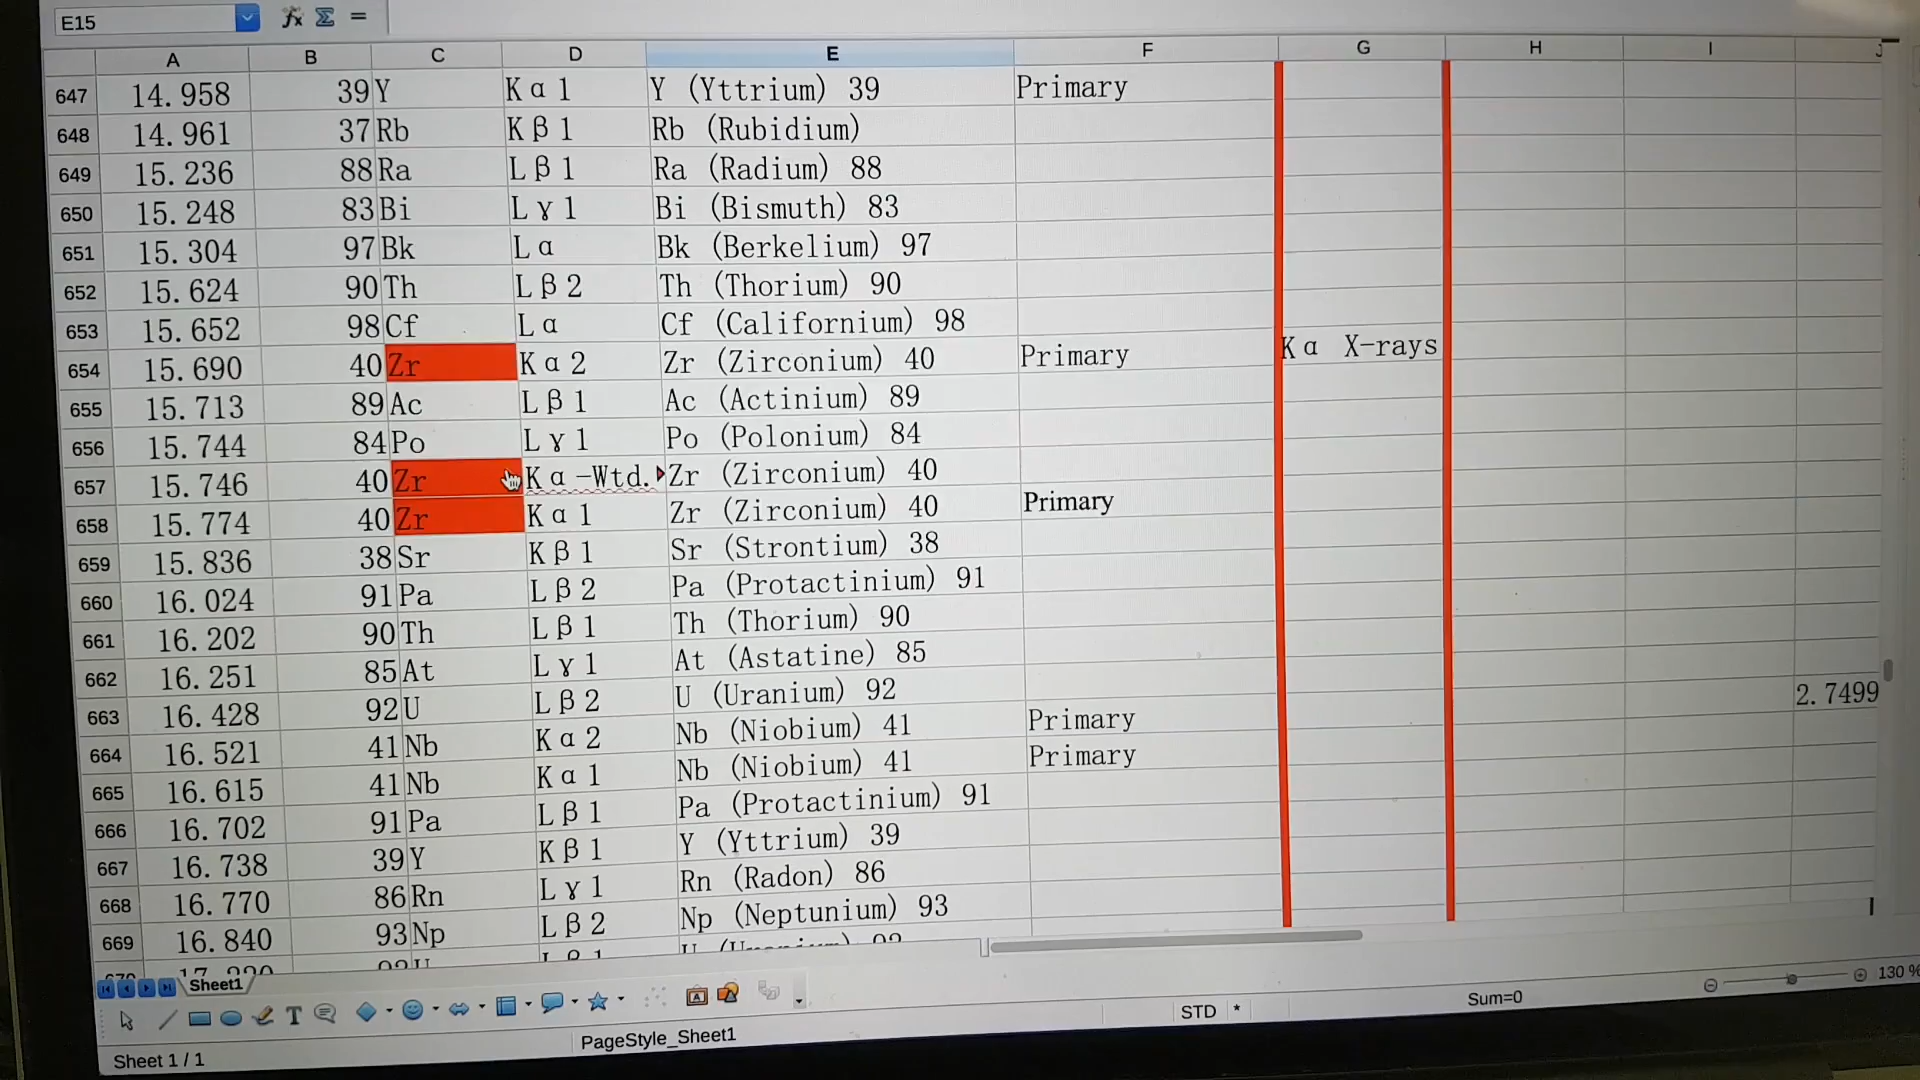 E15
A B C D E F G H I J
647 14.958 39 Y Kα1 Y (Yttrium) 39 Primary
648 14.961 37 Rb Kβ1 Rb (Rubidium)
649 15.236 88 Ra Lβ1 Ra (Radium) 88
650 15.248 83 Bi Lγ1 Bi (Bismuth) 83
651 15.304 97 Bk Lα Bk (Berkelium) 97
652 15.624 90 Th Lβ2 Th (Thorium) 90
653 15.652 98 Cf Lα Cf (Californium) 98
654 15.690 40 Zr Kα2 Zr (Zirconium) 40 Primary Kα X-rays
655 15.713 89 Ac Lβ1 Ac (Actinium) 89
656 15.744 84 Po Lγ1 Po (Polonium) 84
657 15.746 40 Zr Kα-Wtd. Zr (Zirconium) 40
658 15.774 40 Zr Kα1 Zr (Zirconium) 40 Primary
659 15.836 38 Sr Kβ1 Sr (Strontium) 38
660 16.024 91 Pa Lβ2 Pa (Protactinium) 91
661 16.202 90 Th Lβ1 Th (Thorium) 90
662 16.251 85 At Lγ1 At (Astatine) 85
663 16.428 92 U Lβ2 U (Uranium) 92 2.7499
664 16.521 41 Nb Kα2 Nb (Niobium) 41 Primary
665 16.615 41 Nb Kα1 Nb (Niobium) 41 Primary
666 16.702 91 Pa Lβ1 Pa (Protactinium) 91
667 16.738 39 Y Kβ1 Y (Yttrium) 39
668 16.770 86 Rn Lγ1 Rn (Radon) 86
669 16.840 93 Np Lβ2 Np (Neptunium) 93
Sheet1
130 %
Sheet 1 / 1 PageStyle_Sheet1 STD * Sum=0